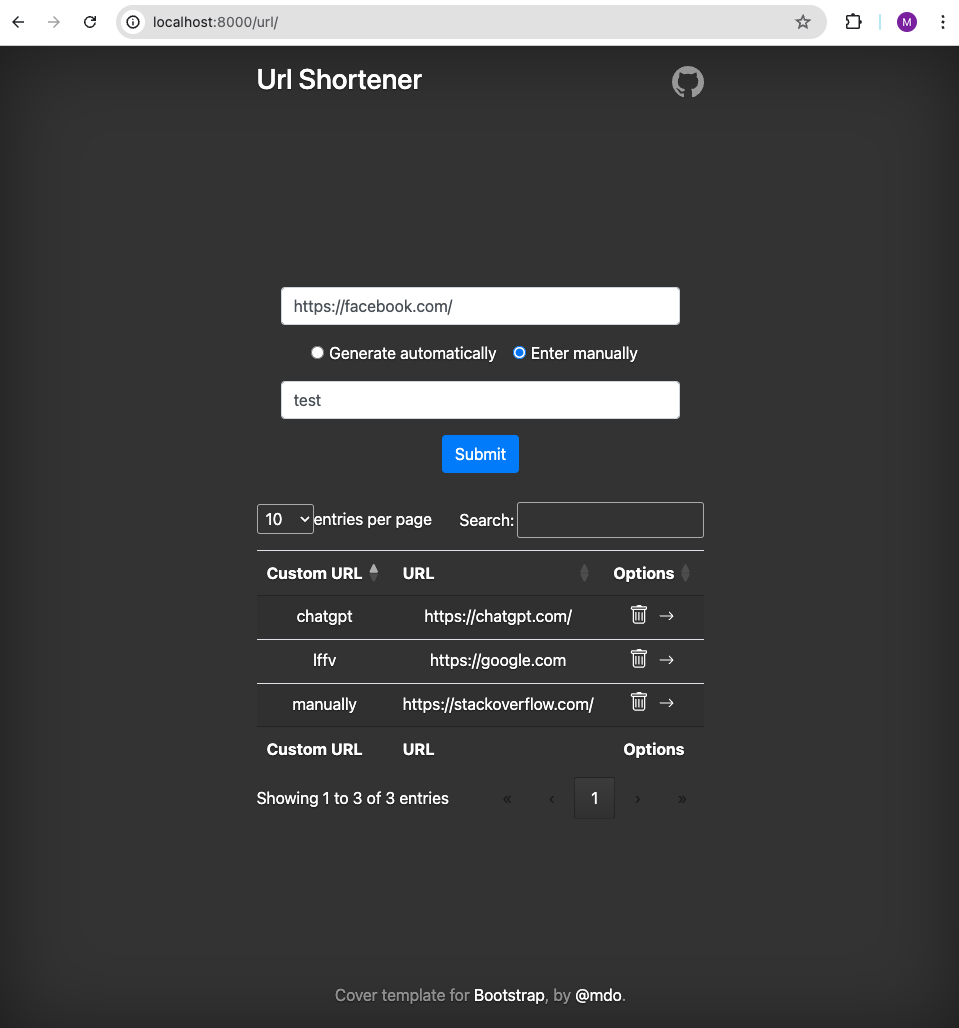 localhost:8000/url/
M
Url Shortener
https://facebook.com/
Generate automatically Enter manually
test
Submit
10 entries per page Search:
Custom URL URL Options
chatgpt https://chatgpt.com/
lffv https://google.com
manually https://stackoverflow.com/
Custom URL URL Options
Showing 1 to 3 of 3 entries « ‹ 1 › »
Cover template for Bootstrap, by @mdo.